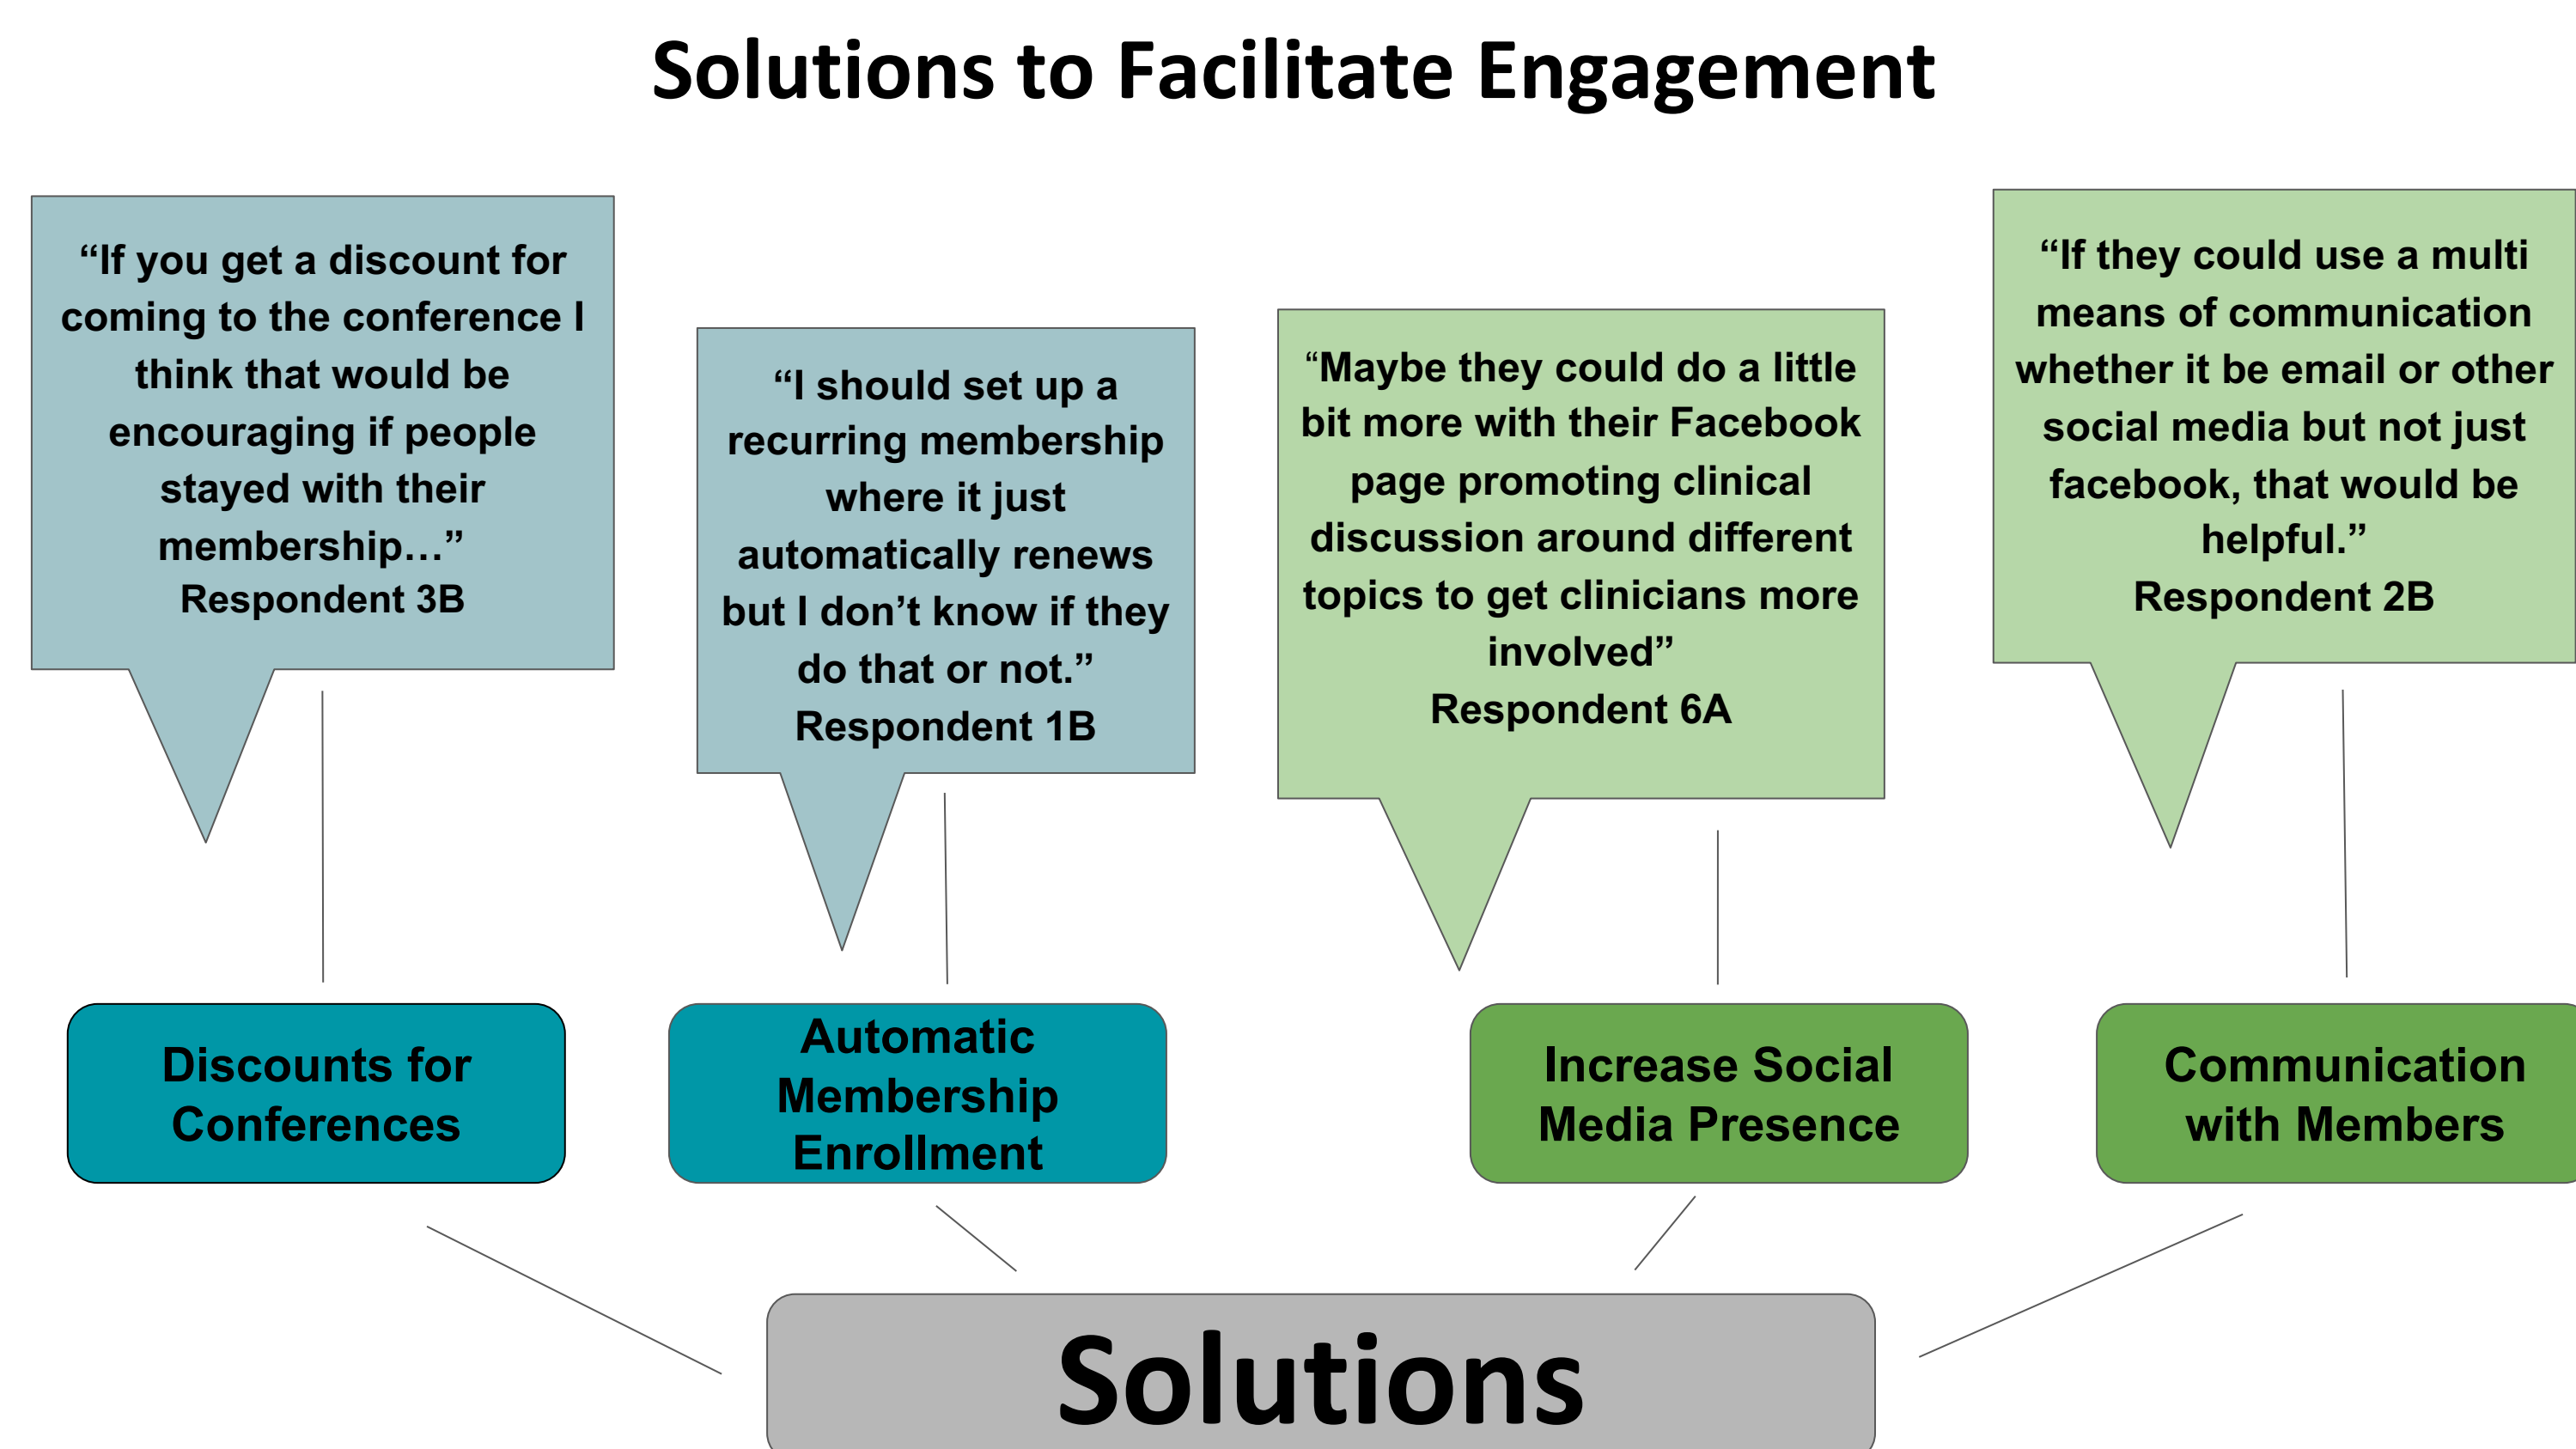 Solutions to Facilitate Engagement
“If you get a discount for
coming to the conference I
think that would be
encouraging if people
stayed with their
membership…”
Respondent 3B
“I should set up a
recurring membership
where it just
automatically renews
but I don’t know if they
do that or not.”
Respondent 1B
“Maybe they could do a little
bit more with their Facebook
page promoting clinical
discussion around different
topics to get clinicians more
involved”
Respondent 6A
“If they could use a multi
means of communication
whether it be email or other
social media but not just
facebook, that would be
helpful.”
Respondent 2B
Discounts for
Conferences
Automatic
Membership
Enrollment
Increase Social
Media Presence
Communication
with Members
Solutions